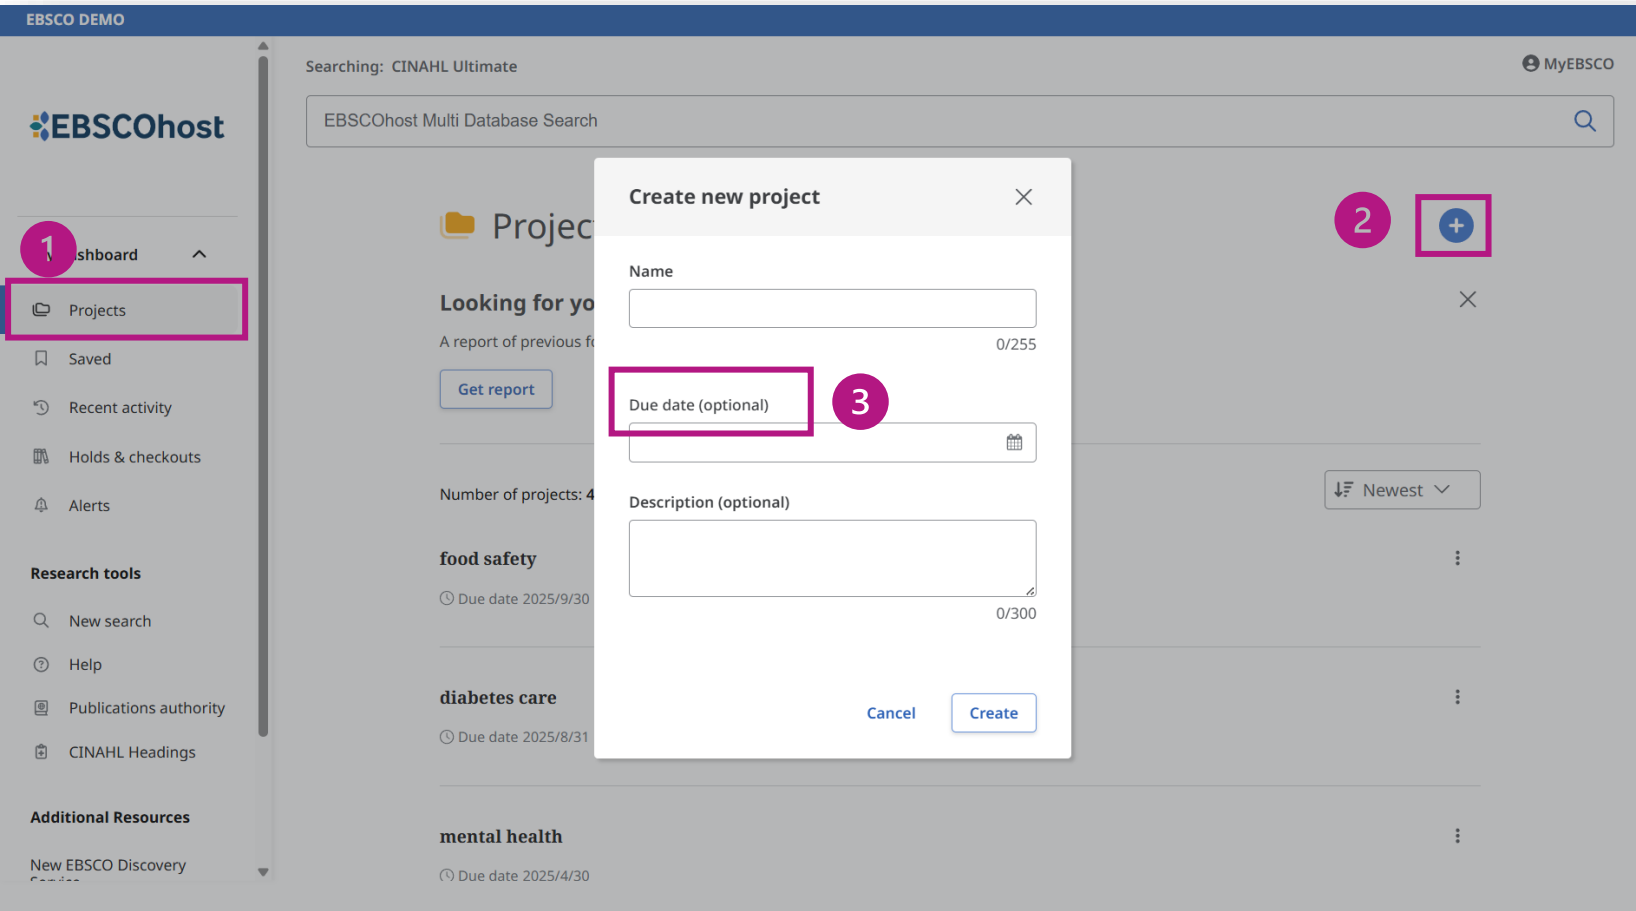 EBSCO DEMO
Searching: CINAHL Ultimate
MyEBSCO
EBSCOhost
EBSCOhost Multi Database Search
1
shboard
Projects
Saved
Recent activity
Holds & checkouts
Alerts
Research tools
New search
Help
Publications authority
CINAHL Headings
Additional Resources
New EBSCO Discovery
Projec
2
Looking for yo
A report of previous fo
Get report
Number of projects: 4
Newest
food safety
Due date 2025/9/30
diabetes care
Due date 2025/8/31
mental health
Due date 2025/4/30
Create new project
Name
0/255
Due date (optional)
3
Description (optional)
0/300
Cancel
Create